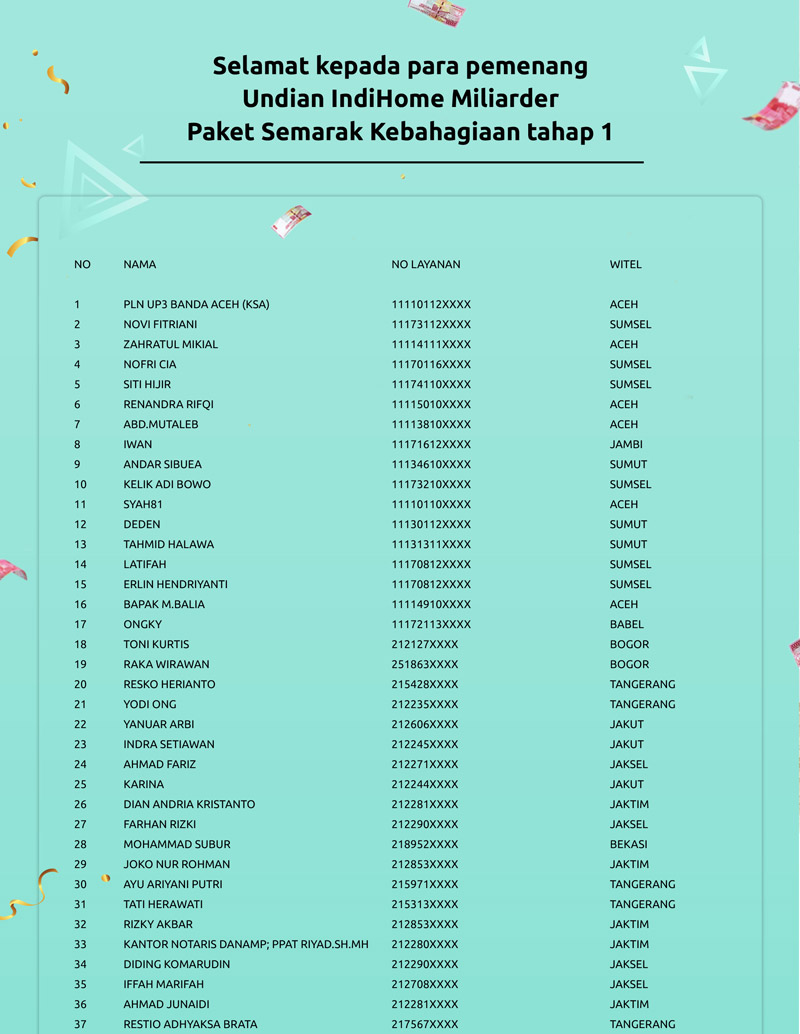 Selamat kepada para pemenang
Undian IndiHome Miliarder
Paket Semarak Kebahagiaan tahap 1
NO NAMA NO LAYANAN WITEL
1 PLN UP3 BANDA ACEH (KSA) 11110112XXXX ACEH
2 NOVI FITRIANI 11173112XXXX SUMSEL
3 ZAHRATUL MIKIAL 11114111XXXX ACEH
4 NOFRI CIA 11170116XXXX SUMSEL
5 SITI HIJIR 11174110XXXX SUMSEL
6 RENANDRA RIFQI 11115010XXXX ACEH
7 ABD.MUTALEB 11113810XXXX ACEH
8 IWAN 11171612XXXX JAMBI
9 ANDAR SIBUEA 11134610XXXX SUMUT
10 KELIK ADI BOWO 11173210XXXX SUMSEL
11 SYAH81 11110110XXXX ACEH
12 DEDEN 11130112XXXX SUMUT
13 TAHMID HALAWA 11131311XXXX SUMUT
14 LATIFAH 11170812XXXX SUMSEL
15 ERLIN HENDRIYANTI 11170812XXXX SUMSEL
16 BAPAK M.BALIA 11114910XXXX ACEH
17 ONGKY 11172113XXXX BABEL
18 TONI KURTIS 212127XXXX BOGOR
19 RAKA WIRAWAN 251863XXXX BOGOR
20 RESKO HERIANTO 215428XXXX TANGERANG
21 YODI ONG 212235XXXX TANGERANG
22 YANUAR ARBI 212606XXXX JAKUT
23 INDRA SETIAWAN 212245XXXX JAKUT
24 AHMAD FARIZ 212271XXXX JAKSEL
25 KARINA 212244XXXX JAKUT
26 DIAN ANDRIA KRISTANTO 212281XXXX JAKTIM
27 FARHAN RIZKI 212290XXXX JAKSEL
28 MOHAMMAD SUBUR 218952XXXX BEKASI
29 JOKO NUR ROHMAN 212853XXXX JAKTIM
30 AYU ARIYANI PUTRI 215971XXXX TANGERANG
31 TATI HERAWATI 215313XXXX TANGERANG
32 RIZKY AKBAR 212853XXXX JAKTIM
33 KANTOR NOTARIS DANAMP; PPAT RIYAD.SH.MH 212280XXXX JAKTIM
34 DIDING KOMARUDIN 212290XXXX JAKSEL
35 IFFAH MARIFAH 212708XXXX JAKSEL
36 AHMAD JUNAIDI 212281XXXX JAKTIM
37 RESTIO ADHYAKSA BRATA 217567XXXX TANGERANG